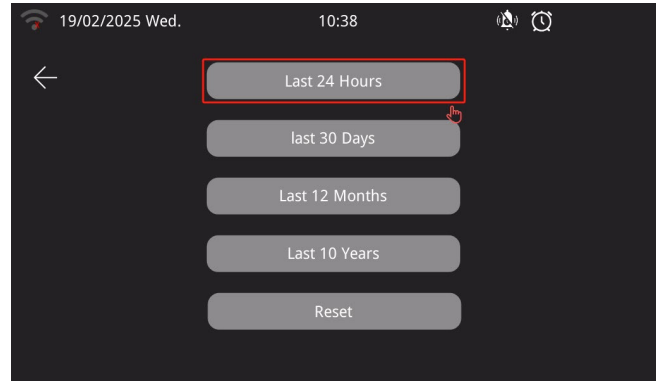 19/02/2025 Wed. 10:38
Last 24 Hours
last 30 Days
Last 12 Months
Last 10 Years
Reset